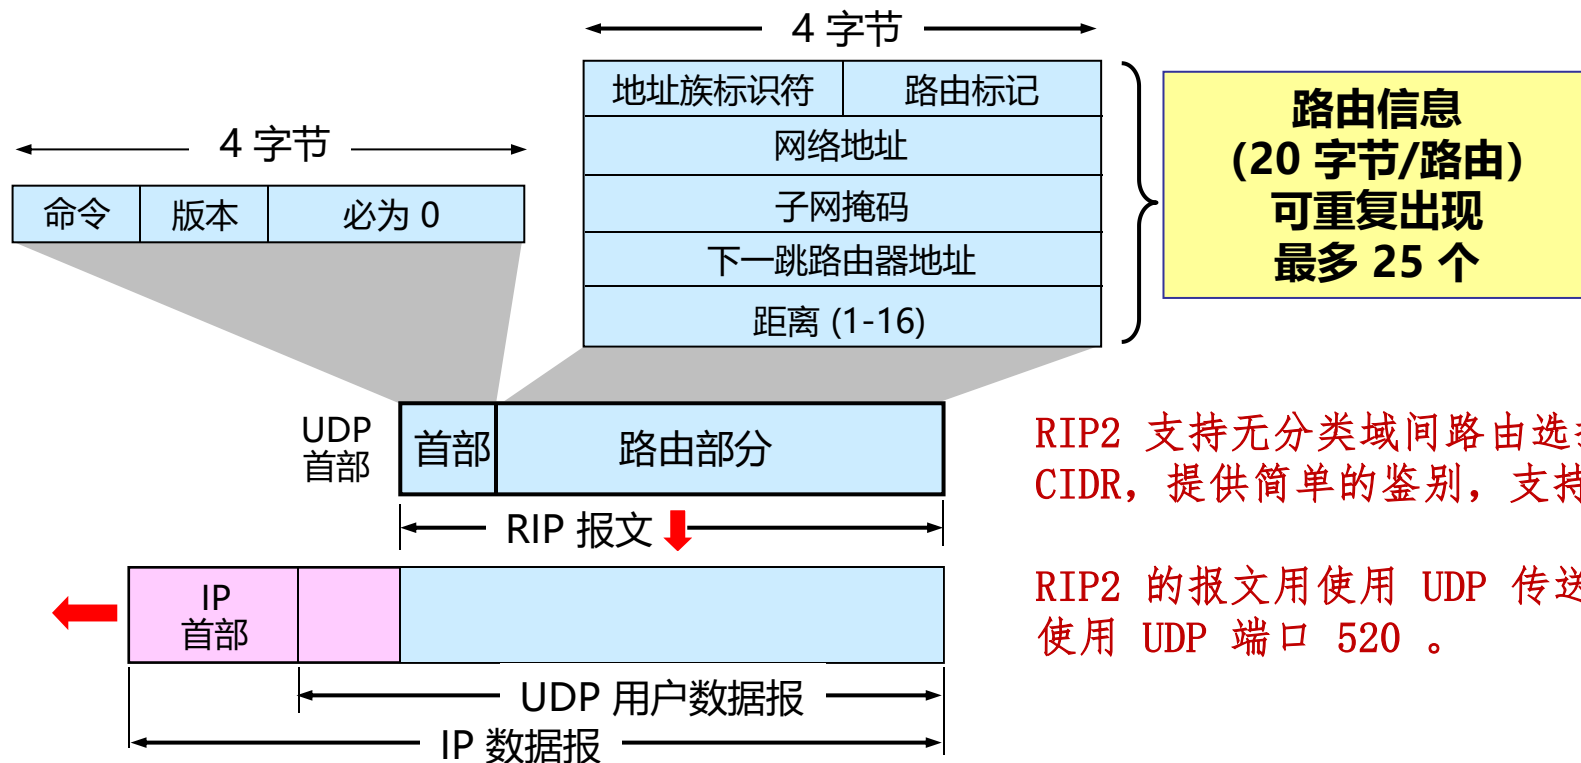 4 字节
地址族标识符 路由标记
网络地址
子网掩码
下一跳路由器地址
距离 (1-16)
路由信息
(20 字节/路由)
可重复出现
最多 25 个
4 字节
命令 版本 必为 0
UDP
首部
首部 路由部分
RIP 报文
IP
首部
UDP 用户数据报
IP 数据报
RIP2 支持无分类域间路由选
CIDR，提供简单的鉴别，支持
RIP2 的报文用使用 UDP 传送
使用 UDP 端口 520 。